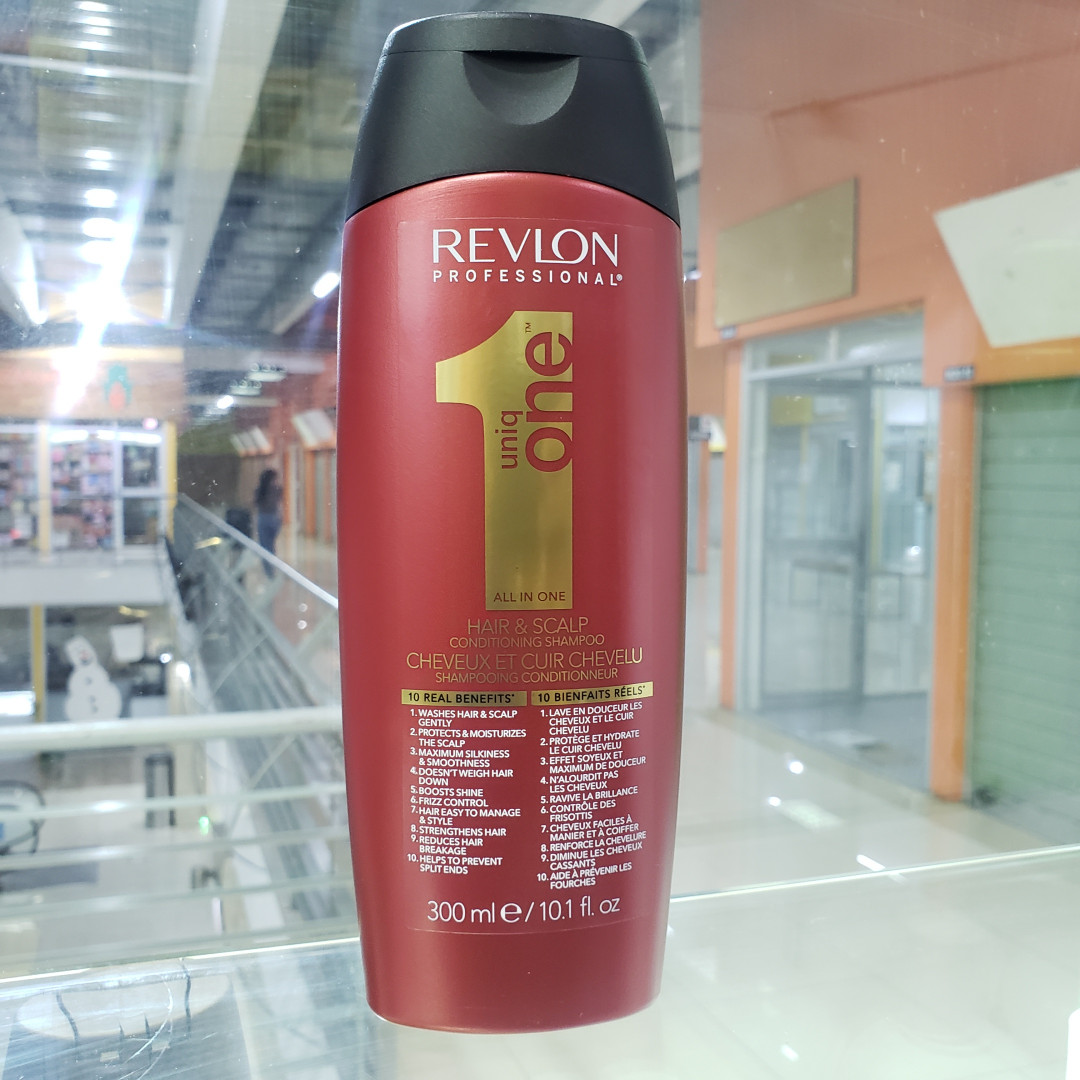 REVLON
PROFESSIONAL®
uniq
one™
ALL IN ONE
HAIR & SCALP
CONDITIONING SHAMPOO
CHEVEUX ET CUIR CHEVELU
SHAMPOOING CONDITIONNEUR
10 REAL BENEFITS*
1. WASHES HAIR & SCALP
GENTLY
2. PROTECTS & MOISTURIZES
THE SCALP
3. MAXIMUM SILKINESS
& SMOOTHNESS
4. DOESN'T WEIGH HAIR
DOWN
5. BOOSTS SHINE
6. FRIZZ CONTROL
7. HAIR EASY TO MANAGE
& STYLE
8. STRENGTHENS HAIR
9. REDUCES HAIR
BREAKAGE
10. HELPS TO PREVENT
SPLIT ENDS
10 BIENFAITS RÉELS*
1. LAVE EN DOUCEUR LES
CHEVEUX ET LE CUIR
CHEVELU
2. PROTÈGE ET HYDRATE
LE CUIR CHEVELU
3. EFFET SOYEUX ET
MAXIMUM DE DOUCEUR
4. N'ALOURDIT PAS
LES CHEVEUX
5. RAVIVE LA BRILLANCE
6. CONTRÔLE DES
FRISOTTIS
7. CHEVEUX FACILES À
MANIER ET À COIFFER
8. RENFORCE LA CHEVELURE
9. DIMINUE LES CHEVEUX
CASSANTS
10. AIDE À PRÉVENIR LES
FOURCHES
300 ml e / 10.1 fl. oz